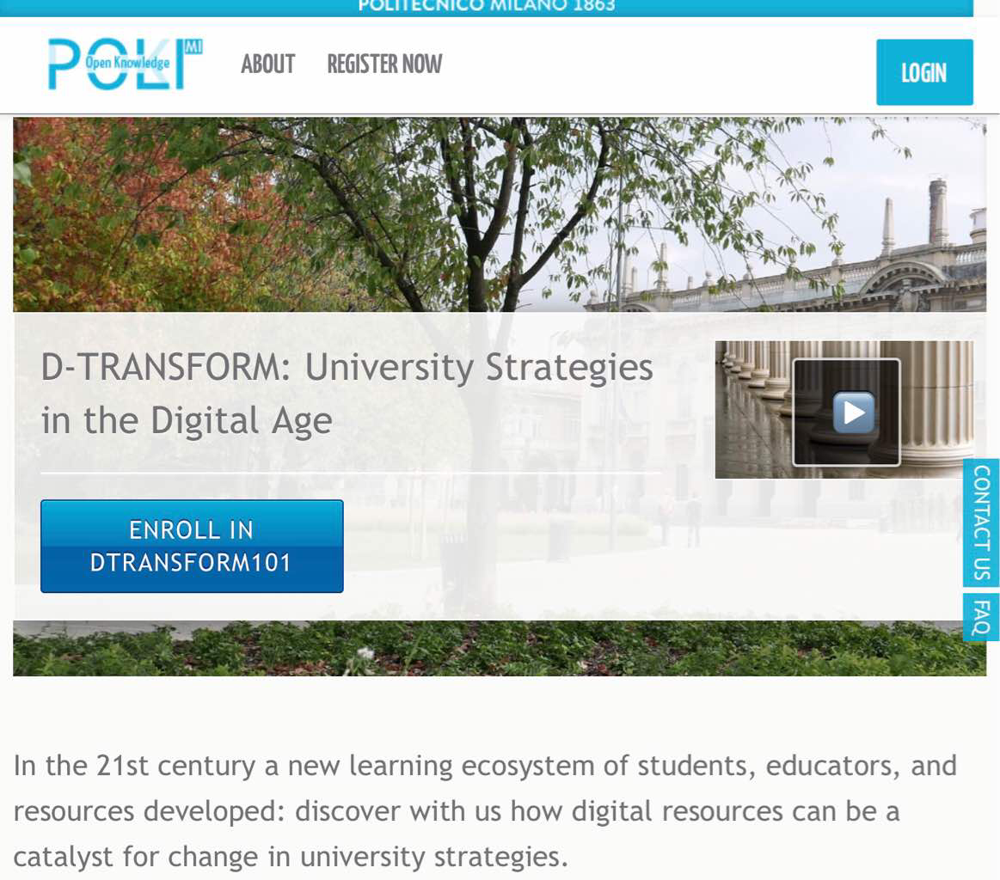 POLITECNICO MILANO 1863
POLI MI
Open Knowledge
ABOUT
REGISTER NOW
LOGIN
D-TRANSFORM: University Strategies
in the Digital Age
ENROLL IN
DTRANSFORM101
CONTACT US
FAQ
In the 21st century a new learning ecosystem of students, educators, and
resources developed: discover with us how digital resources can be a
catalyst for change in university strategies.